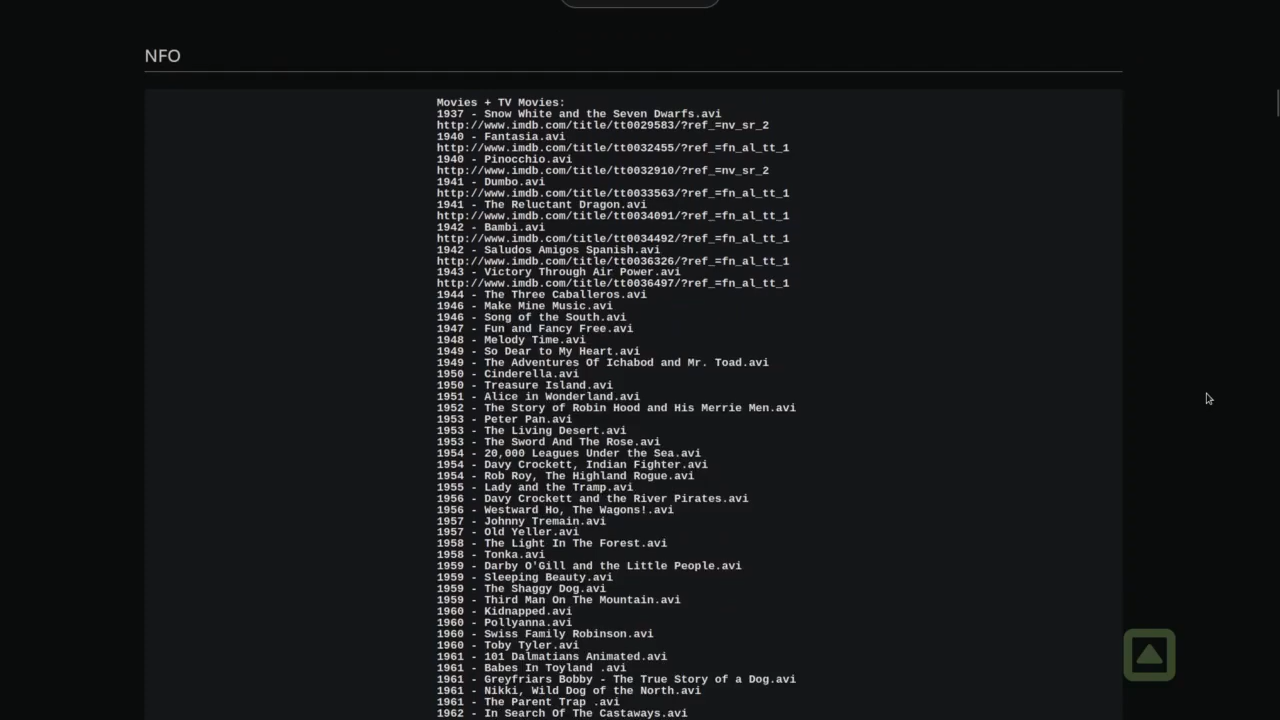 NFO
Movies + TV Movies:
1937 - Snow White and the Seven Dwarfs.avi
http://www.imdb.com/title/tt0029583/?ref_=nv_sr_2
1940 - Fantasia.avi
http://www.imdb.com/title/tt0032455/?ref_=fn_al_tt_1
1940 - Pinocchio.avi
http://www.imdb.com/title/tt0032910/?ref_=nv_sr_2
1941 - Dumbo.avi
http://www.imdb.com/title/tt0033563/?ref_=fn_al_tt_1
1941 - The Reluctant Dragon.avi
http://www.imdb.com/title/tt0034091/?ref_=fn_al_tt_1
1942 - Bambi.avi
http://www.imdb.com/title/tt0034492/?ref_=fn_al_tt_1
1942 - Saludos Amigos Spanish.avi
http://www.imdb.com/title/tt0036326/?ref_=fn_al_tt_1
1943 - Victory Through Air Power.avi
http://www.imdb.com/title/tt0036497/?ref_=fn_al_tt_1
1944 - The Three Caballeros.avi
1946 - Make Mine Music.avi
1946 - Song of the South.avi
1947 - Fun and Fancy Free.avi
1948 - Melody Time.avi
1949 - So Dear to My Heart.avi
1949 - The Adventures Of Ichabod and Mr. Toad.avi
1950 - Cinderella.avi
1950 - Treasure Island.avi
1951 - Alice in Wonderland.avi
1952 - The Story of Robin Hood and His Merrie Men.avi
1953 - Peter Pan.avi
1953 - The Living Desert.avi
1953 - The Sword And The Rose.avi
1954 - 20,000 Leagues Under the Sea.avi
1954 - Davy Crockett, Indian Fighter.avi
1954 - Rob Roy, The Highland Rogue.avi
1955 - Lady and the Tramp.avi
1956 - Davy Crockett and the River Pirates.avi
1956 - Westward Ho, The Wagons!.avi
1957 - Johnny Tremain.avi
1957 - Old Yeller.avi
1958 - The Light In The Forest.avi
1958 - Tonka.avi
1959 - Darby O'Gill and the Little People.avi
1959 - Sleeping Beauty.avi
1959 - The Shaggy Dog.avi
1959 - Third Man On The Mountain.avi
1960 - Kidnapped.avi
1960 - Pollyanna.avi
1960 - Swiss Family Robinson.avi
1960 - Toby Tyler.avi
1961 - 101 Dalmatians Animated.avi
1961 - Babes In Toyland .avi
1961 - Greyfriars Bobby - The True Story of a Dog.avi
1961 - Nikki, Wild Dog of the North.avi
1961 - The Parent Trap .avi
1962 - In Search Of The Castaways.avi